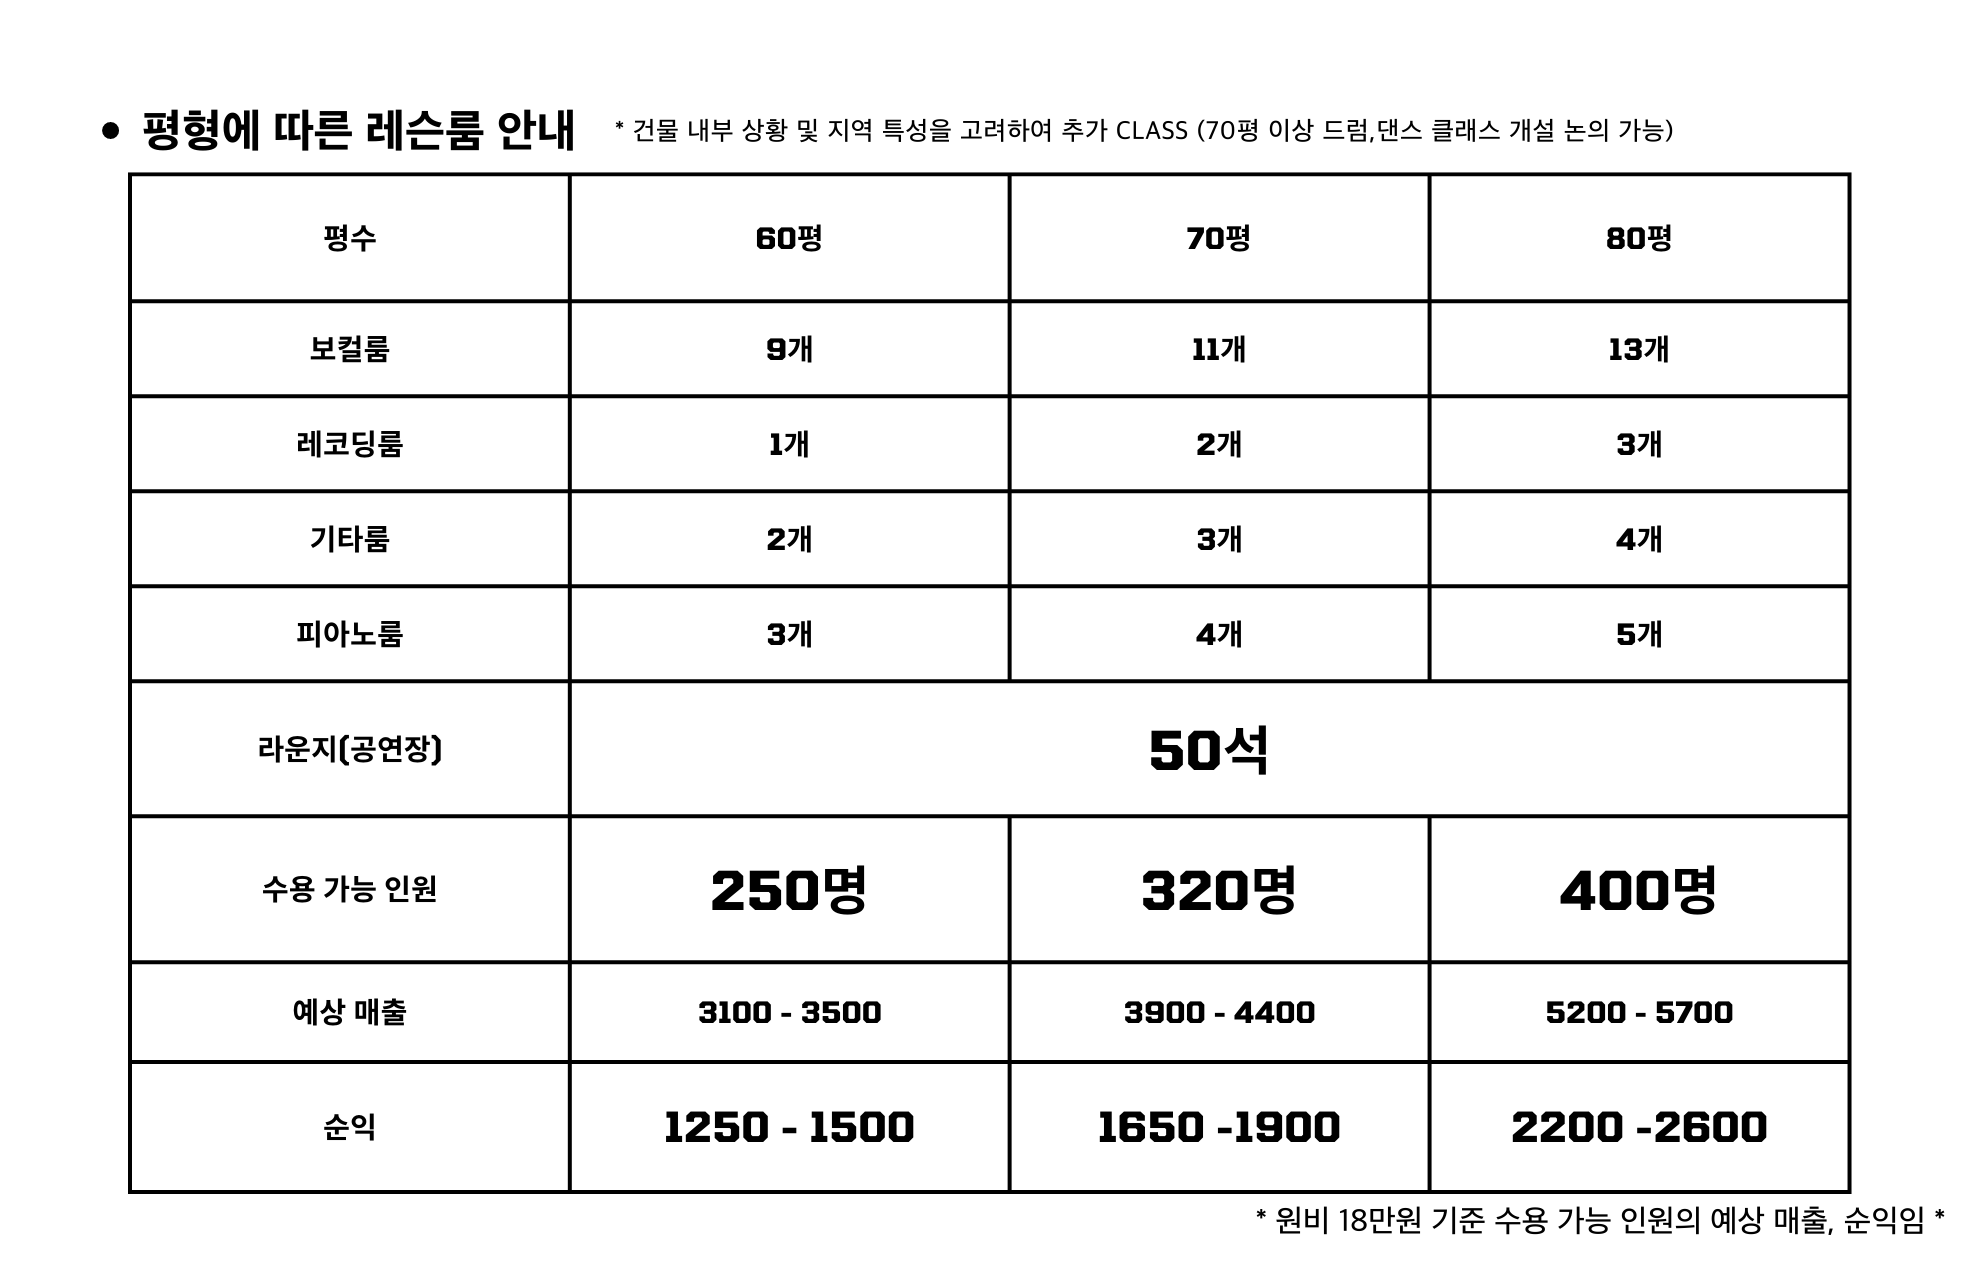 • 평형에 따른 레슨룸 안내 * 건물 내부 상황 및 지역 특성을 고려하여 추가 CLASS (70평 이상 드럼,댄스 클래스 개설 논의 가능)
평수 60평 70평 80평
보컬룸 9개 11개 13개
레코딩룸 1개 2개 3개
기타룸 2개 3개 4개
피아노룸 3개 4개 5개
라운지(공연장) 50석
수용 가능 인원 250명 320명 400명
예상 매출 3100 - 3500 3900 - 4400 5200 - 5700
순익 1250 - 1500 1650 -1900 2200 -2600
* 원비 18만원 기준 수용 가능 인원의 예상 매출, 순익임 *